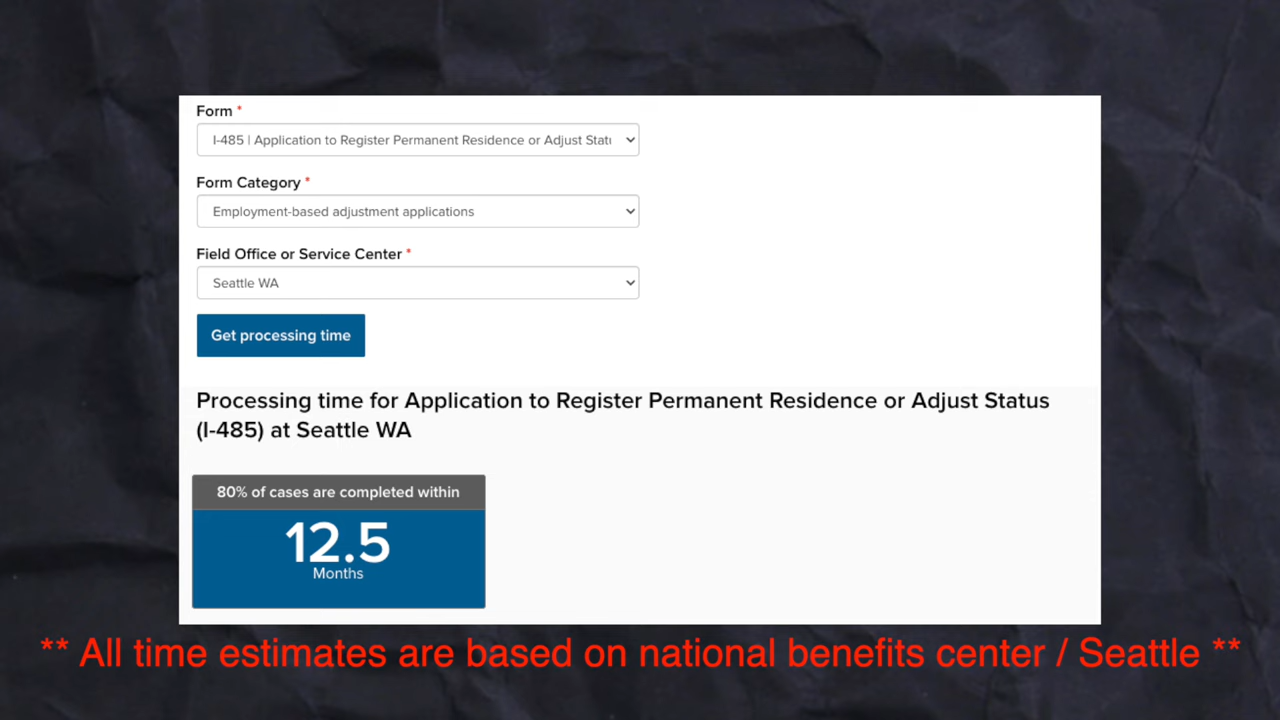 Form *
I-485 | Application to Register Permanent Residence or Adjust Statu
Form Category *
Employment-based adjustment applications
Field Office or Service Center *
Seattle WA
Get processing time
Processing time for Application to Register Permanent Residence or Adjust Status
(I-485) at Seattle WA
80% of cases are completed within
12.5
Months
** All time estimates are based on national benefits center / Seattle **